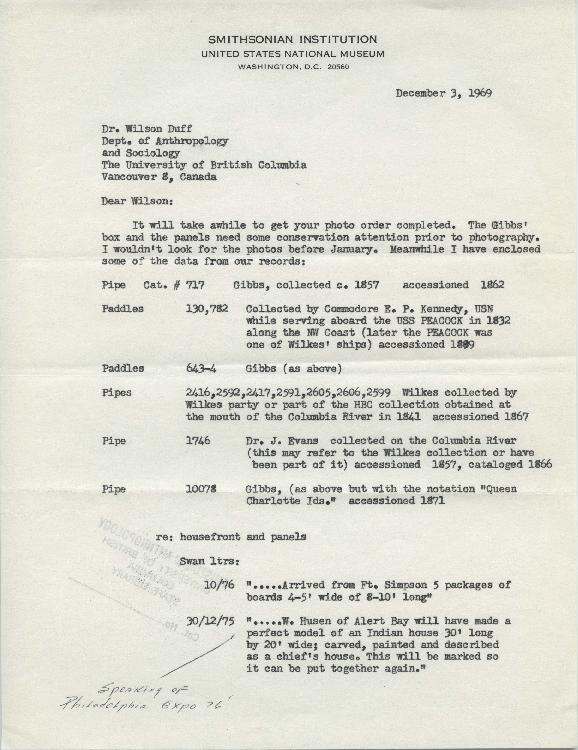 SMITHSONIAN INSTITUTION
UNITED STATES NATIONAL MUSEUM
WASHINGTON, D.C. 20560
December 3, 1969
Dr. Wilson Duff
Dept. of Anthropology
and Sociology
The University of British Columbia
Vancouver 8, Canada
Dear Wilson:
It will take awhile to get your photo order completed. The Gibbs'
box and the panels need some conservation attention prior to photography.
I wouldn't look for the photos before January. Meanwhile I have enclosed
some of the data from our records:
Pipe Cat. # 717 Gibbs, collected c. 1857 accessioned 1862
Paddles 130,782 Collected by Commodore E. P. Kennedy, USN
while serving aboard the USS PEACOCK in 1832
along the NW Coast (later the PEACOCK was
one of Wilkes' ships) accessioned
Paddles 643-4 Gibbs (as above)
Pipes 2416,2592,2417,2591,2605,2606,2599 Wilkes collected by
Wilkes party or part of the HBC collection obtained at
the mouth of the Columbia River in 1841 accessioned 1867
Pipe 1746 Dr. J. Evans collected on the Columbia River
(this may refer to the Wilkes collection or have
been part of it) accessioned 1857, cataloged 1866
Pipe 10078 Gibbs, (as above but with the notation "Queen
Charlotte Ids." accessioned 1871
re: housefront and panels
Swan ltrs:
10/76 ".....Arrived from Ft. Simpson 5 packages of
boards 4-5' wide of 8-10' long"
30/12/75 ".....W. Husen of Alert Bay will have made a
perfect model of an Indian house 30' long
by 20' wide; carved, painted and described
as a chief's house. This will be marked so
it can be put together again."
Speaking of
Philadelphia Expo 76'